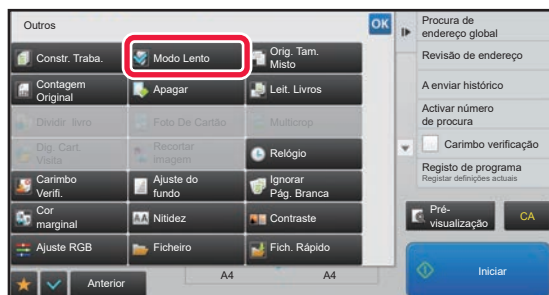 Outros
OK
Constr. Traba.
Modo Lento
Orig. Tam.
Misto
Contagem
Original
Apagar
Leit. Livros
Dividir livro
Foto De Cartão
Multicrop
Dig. Cart.
Visita
Recortar
imagem
Relógio
Carimbo
Verifi.
Ajuste do
fundo
Ignorar
Pág. Branca
Cor
marginal
Nitidez
Contraste
Ajuste RGB
Ficheiro
Fich. Rápido
Anterior
A4
A4
Procura de
endereço global
Revisão de endereço
A enviar histórico
Activar número
de procura
Carimbo verificação
Registo de programa
Registar definições actuais
Pré-
visualização
CA
Iniciar